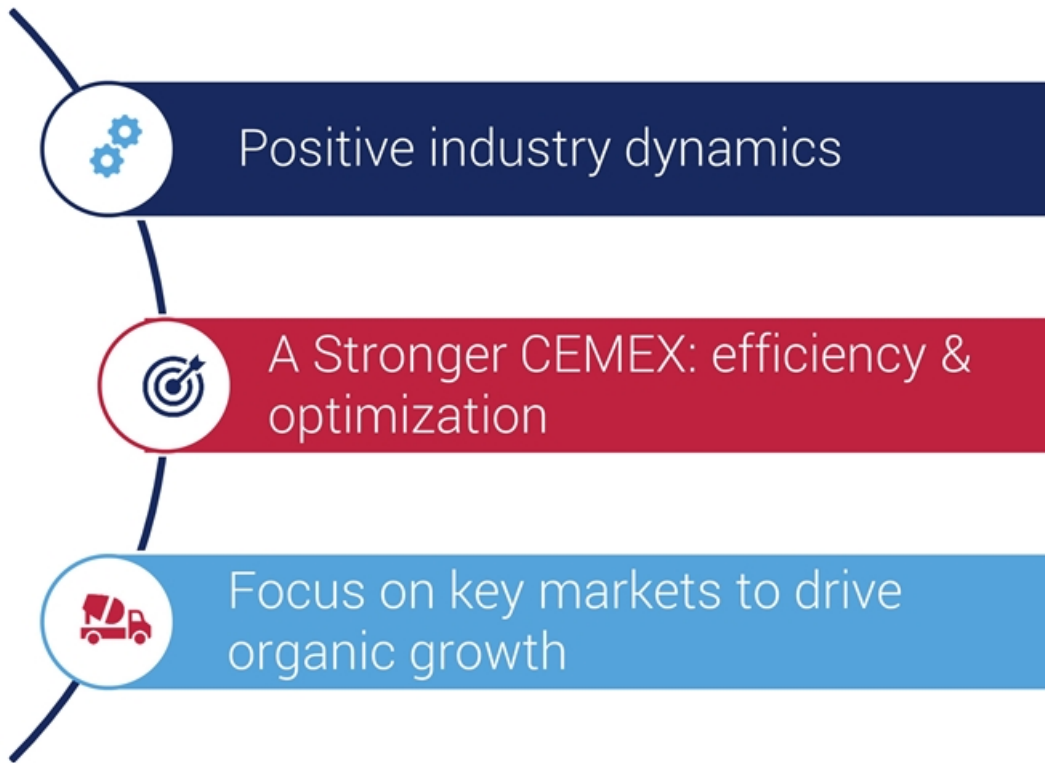 Positive industry dynamics
A Stronger CEMEX: efficiency &
optimization
Focus on key markets to drive
organic growth